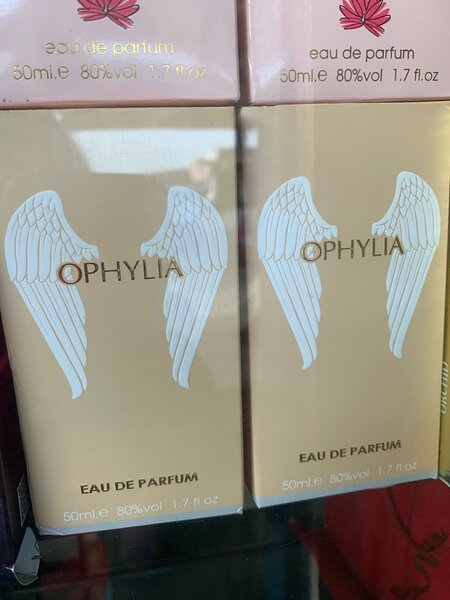 eau de parfum
50ml.e 80%vol 1.7 fl.oz
eau de parfum
50ml.e 80%vol 1.7 fl.oz
OPHYLIA
EAU DE PARFUM
50ml.e 80%vol 1.7 fl.oz
OPHYLIA
EAU DE PARFUM
50ml.e 80%vol 1.7 fl.oz
ORCHID